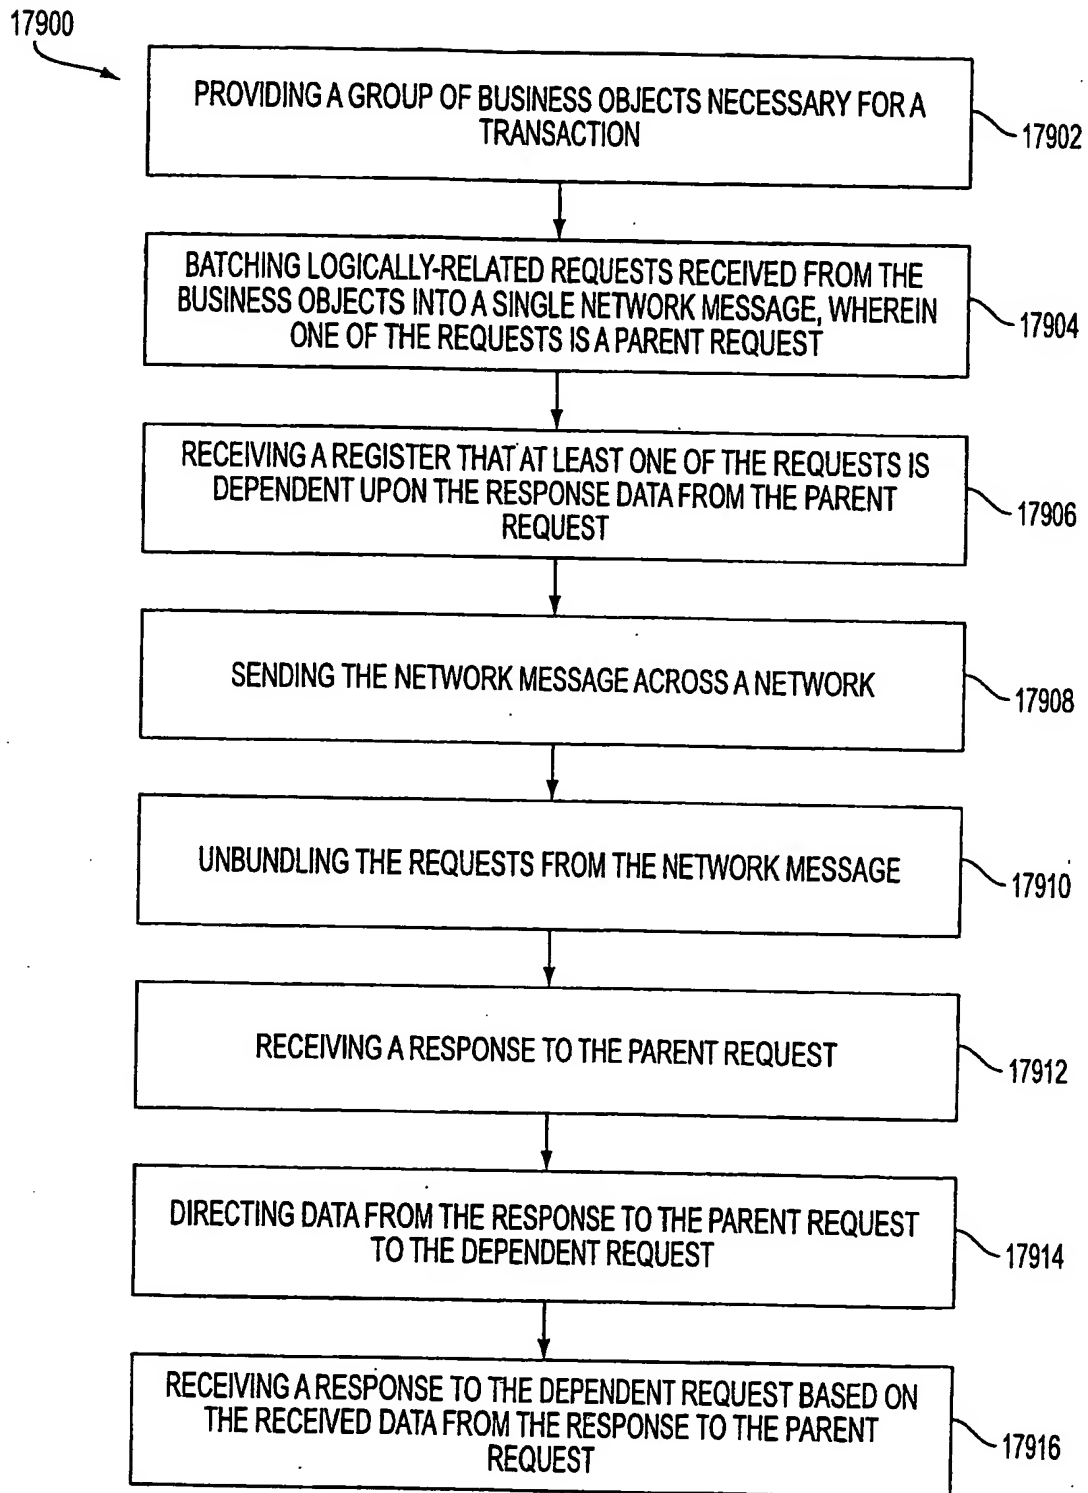 17900
PROVIDING A GROUP OF BUSINESS OBJECTS NECESSARY FOR A
TRANSACTION
17902
BATCHING LOGICALLY-RELATED REQUESTS RECEIVED FROM THE
BUSINESS OBJECTS INTO A SINGLE NETWORK MESSAGE, WHEREIN
ONE OF THE REQUESTS IS A PARENT REQUEST
17904
RECEIVING A REGISTER THAT AT LEAST ONE OF THE REQUESTS IS
DEPENDENT UPON THE RESPONSE DATA FROM THE PARENT
REQUEST
17906
SENDING THE NETWORK MESSAGE ACROSS A NETWORK
17908
UNBUNDLING THE REQUESTS FROM THE NETWORK MESSAGE
17910
RECEIVING A RESPONSE TO THE PARENT REQUEST
17912
DIRECTING DATA FROM THE RESPONSE TO THE PARENT REQUEST
TO THE DEPENDENT REQUEST
17914
RECEIVING A RESPONSE TO THE DEPENDENT REQUEST BASED ON
THE RECEIVED DATA FROM THE RESPONSE TO THE PARENT
REQUEST
17916